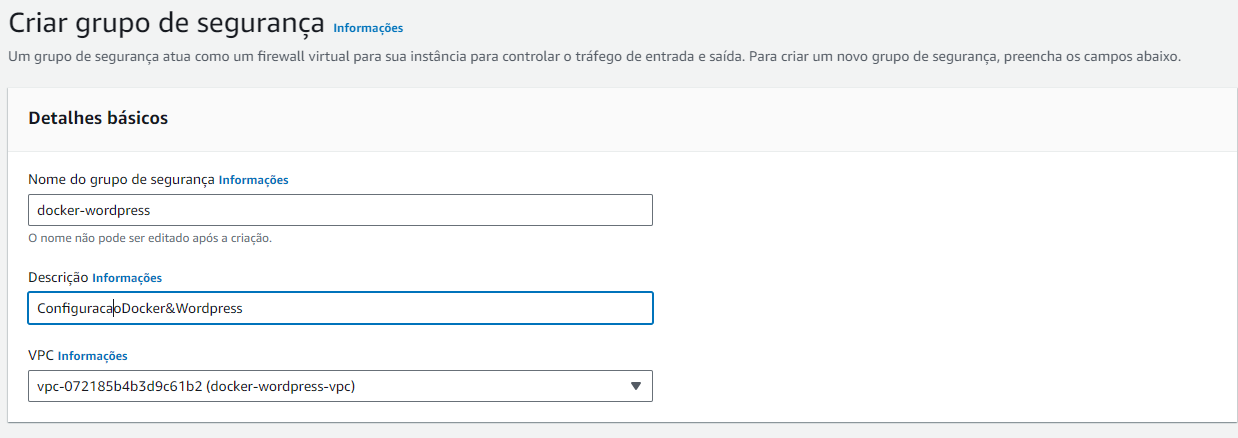 Criar grupo de segurança Informações
Um grupo de segurança atua como um firewall virtual para sua instância para controlar o tráfego de entrada e saída. Para criar um novo grupo de segurança, preencha os campos abaixo.
Detalhes básicos
Nome do grupo de segurança Informações
docker-wordpress
O nome não pode ser editado após a criação.
Descrição Informações
ConfiguracaoDocker&Wordpress
VPC Informações
vpc-072185b4b3d9c61b2 (docker-wordpress-vpc)